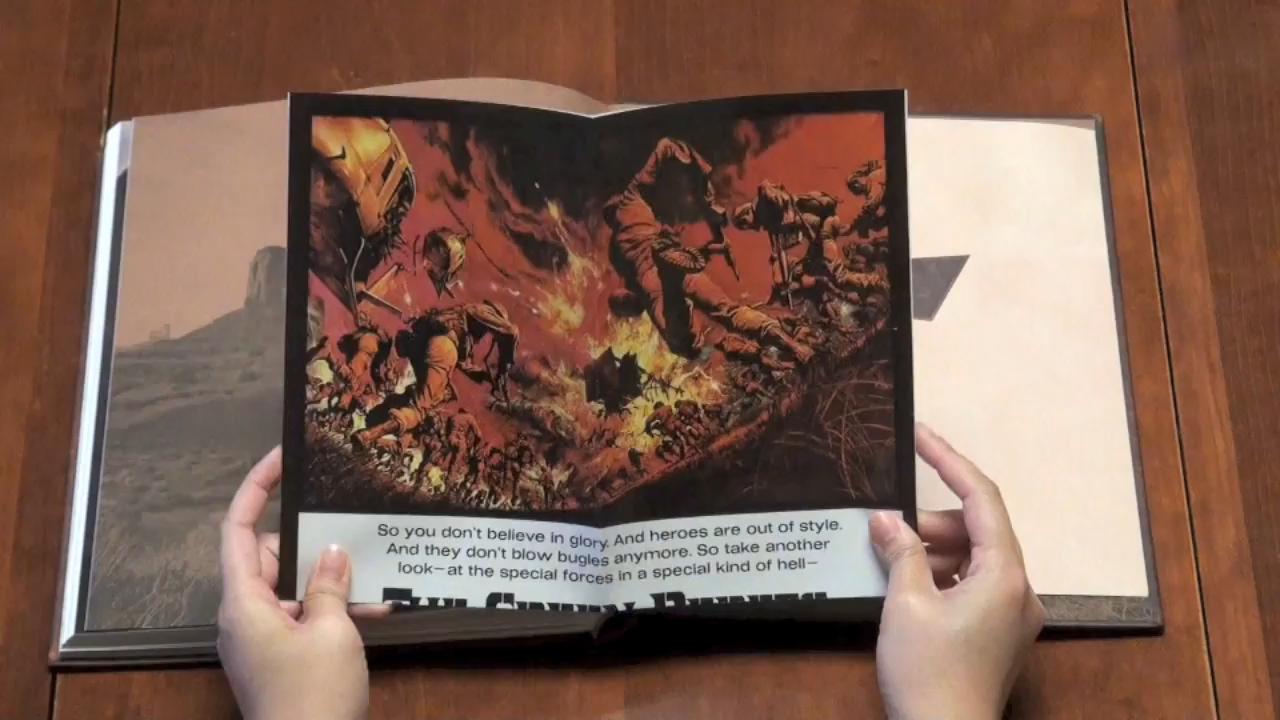 So you don't believe in glory. And heroes are out of style.
And they don't blow bugles anymore. So take another
look—at the special forces in a special kind of hell—